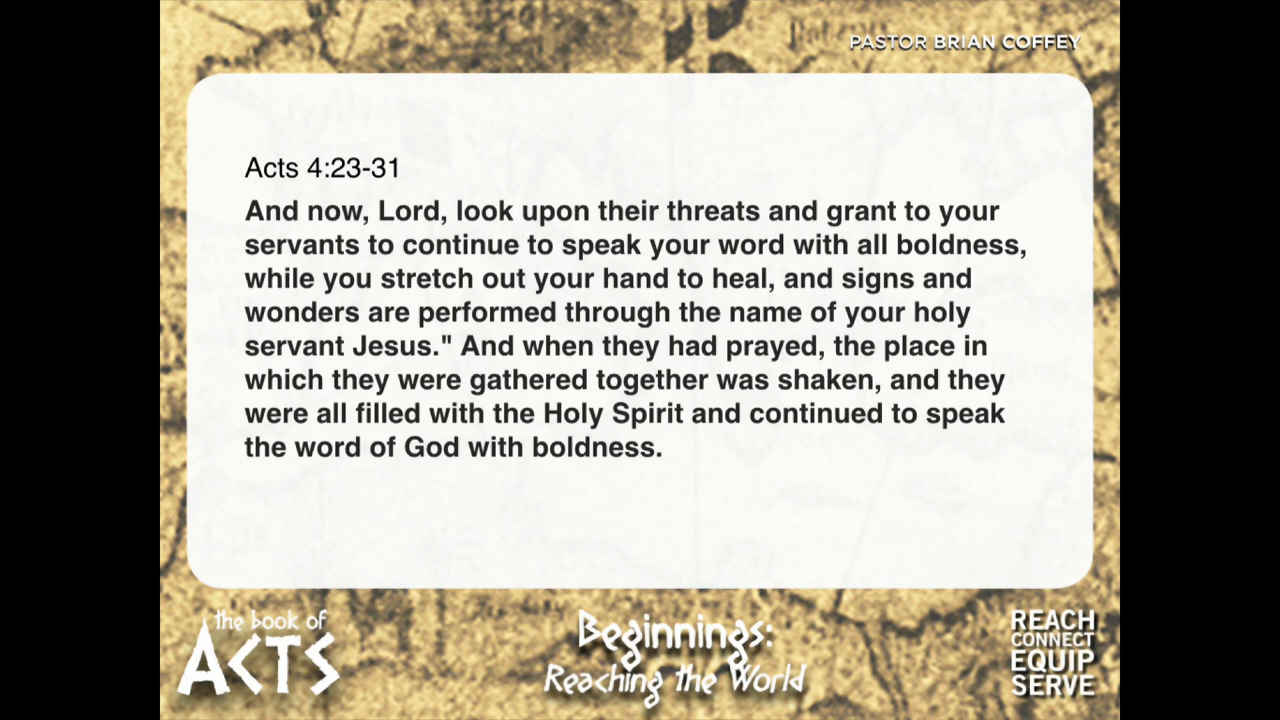 PASTOR BRIAN COFFEY
Acts 4:23-31
And now, Lord, look upon their threats and grant to your
servants to continue to speak your word with all boldness,
while you stretch out your hand to heal, and signs and
wonders are performed through the name of your holy
servant Jesus." And when they had prayed, the place in
which they were gathered together was shaken, and they
were all filled with the Holy Spirit and continued to speak
the word of God with boldness.
the book of
ACTS
Beginnings:
Reaching the World
REACH
CONNECT
EQUIP
SERVE